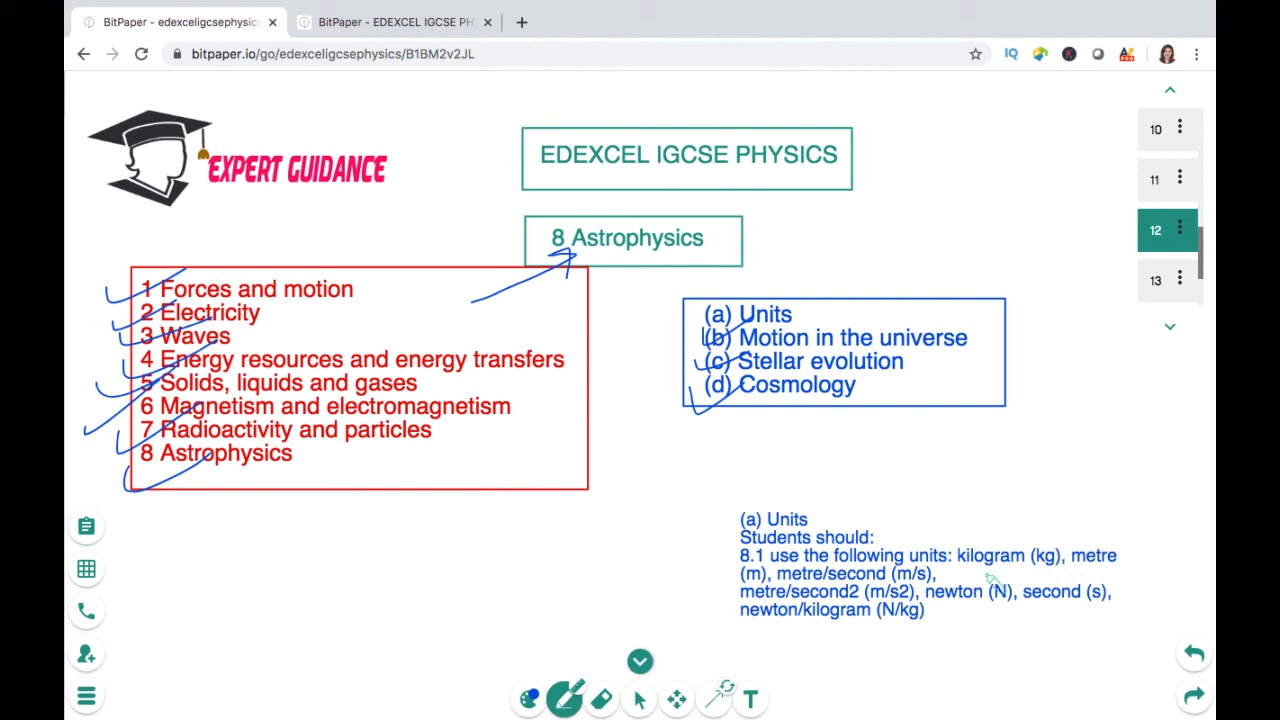 BitPaper - edexceligcsephysics
BitPaper - EDEXCEL IGCSE PH
bitpaper.io/go/edexceligcsephysics/B1BM2v2JL
IQ
EXPERT GUIDANCE
EDEXCEL IGCSE PHYSICS
8 Astrophysics
1 Forces and motion
2 Electricity
3 Waves
4 Energy resources and energy transfers
5 Solids, liquids and gases
6 Magnetism and electromagnetism
7 Radioactivity and particles
8 Astrophysics
(a) Units
(b) Motion in the universe
(c) Stellar evolution
(d) Cosmology
(a) Units
Students should:
8.1 use the following units: kilogram (kg), metre
(m), metre/second (m/s),
metre/second2 (m/s2), newton (N), second (s),
newton/kilogram (N/kg)
10
11
12
13
T